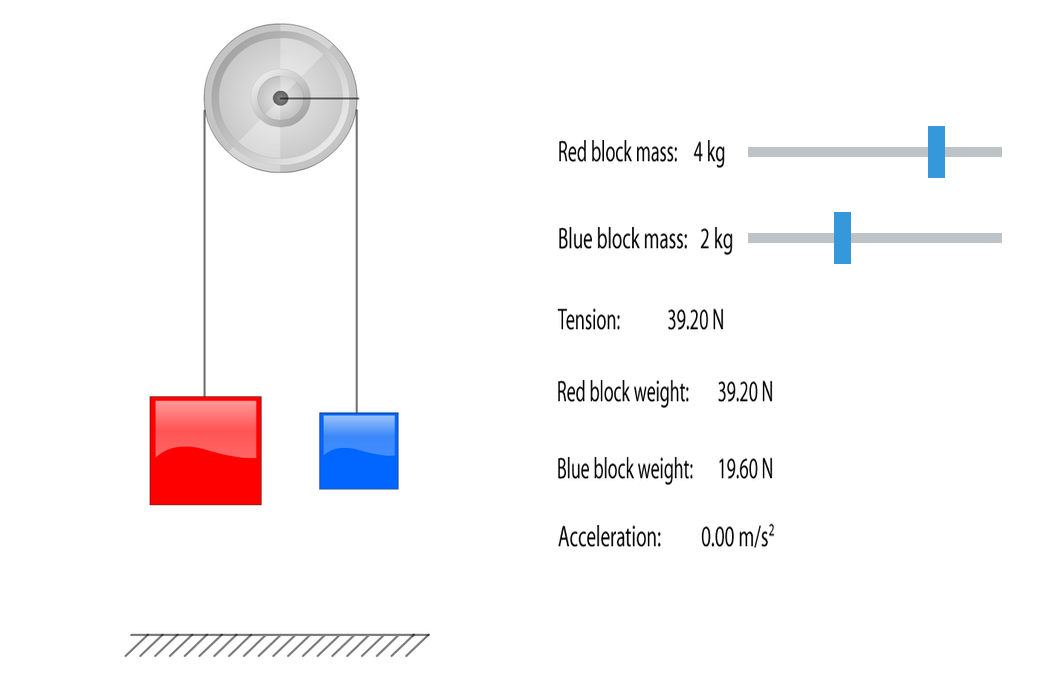 Red block mass: 4 kg
Blue block mass: 2 kg
Tension: 39.20 N
Red block weight: 39.20 N
Blue block weight: 19.60 N
Acceleration: 0.00 m/s²